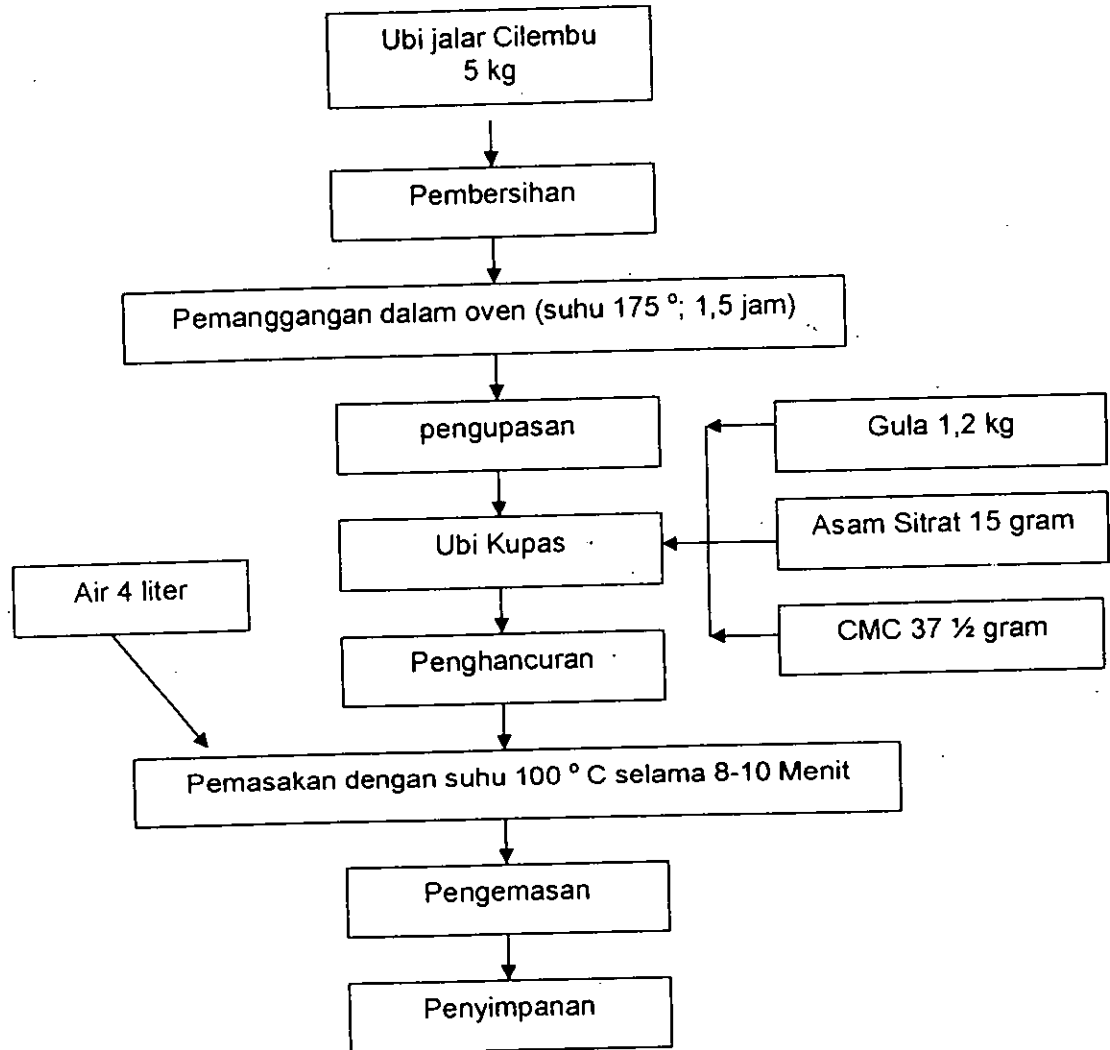 Ubi jalar Cilembu
5 kg
Pembersihan
Pemanggangan dalam oven (suhu 175 º; 1,5 jam)
pengupasan
Gula 1,2 kg
Ubi Kupas
Asam Sitrat 15 gram
Air 4 liter
Penghancuran
CMC 37 ½ gram
Pemasakan dengan suhu 100 º C selama 8-10 Menit
Pengemasan
Penyimpanan